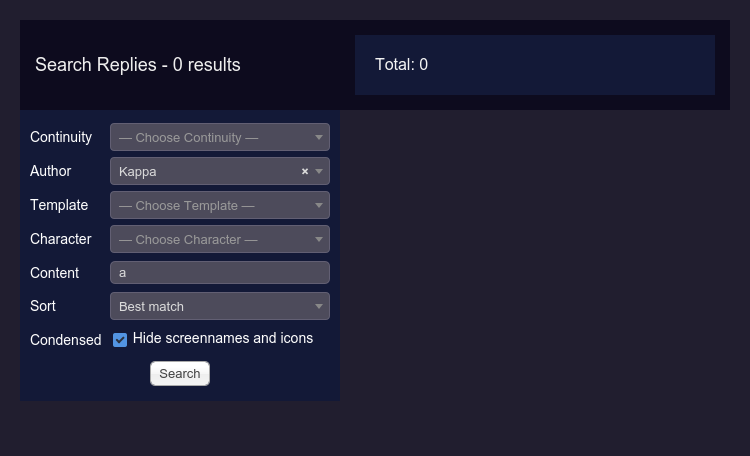 Search Replies - 0 results
Total: 0
Continuity
— Choose Continuity —
Author
Kappa ×
Template
— Choose Template —
Character
— Choose Character —
Content
a
Sort
Best match
Condensed
Hide screennames and icons
Search